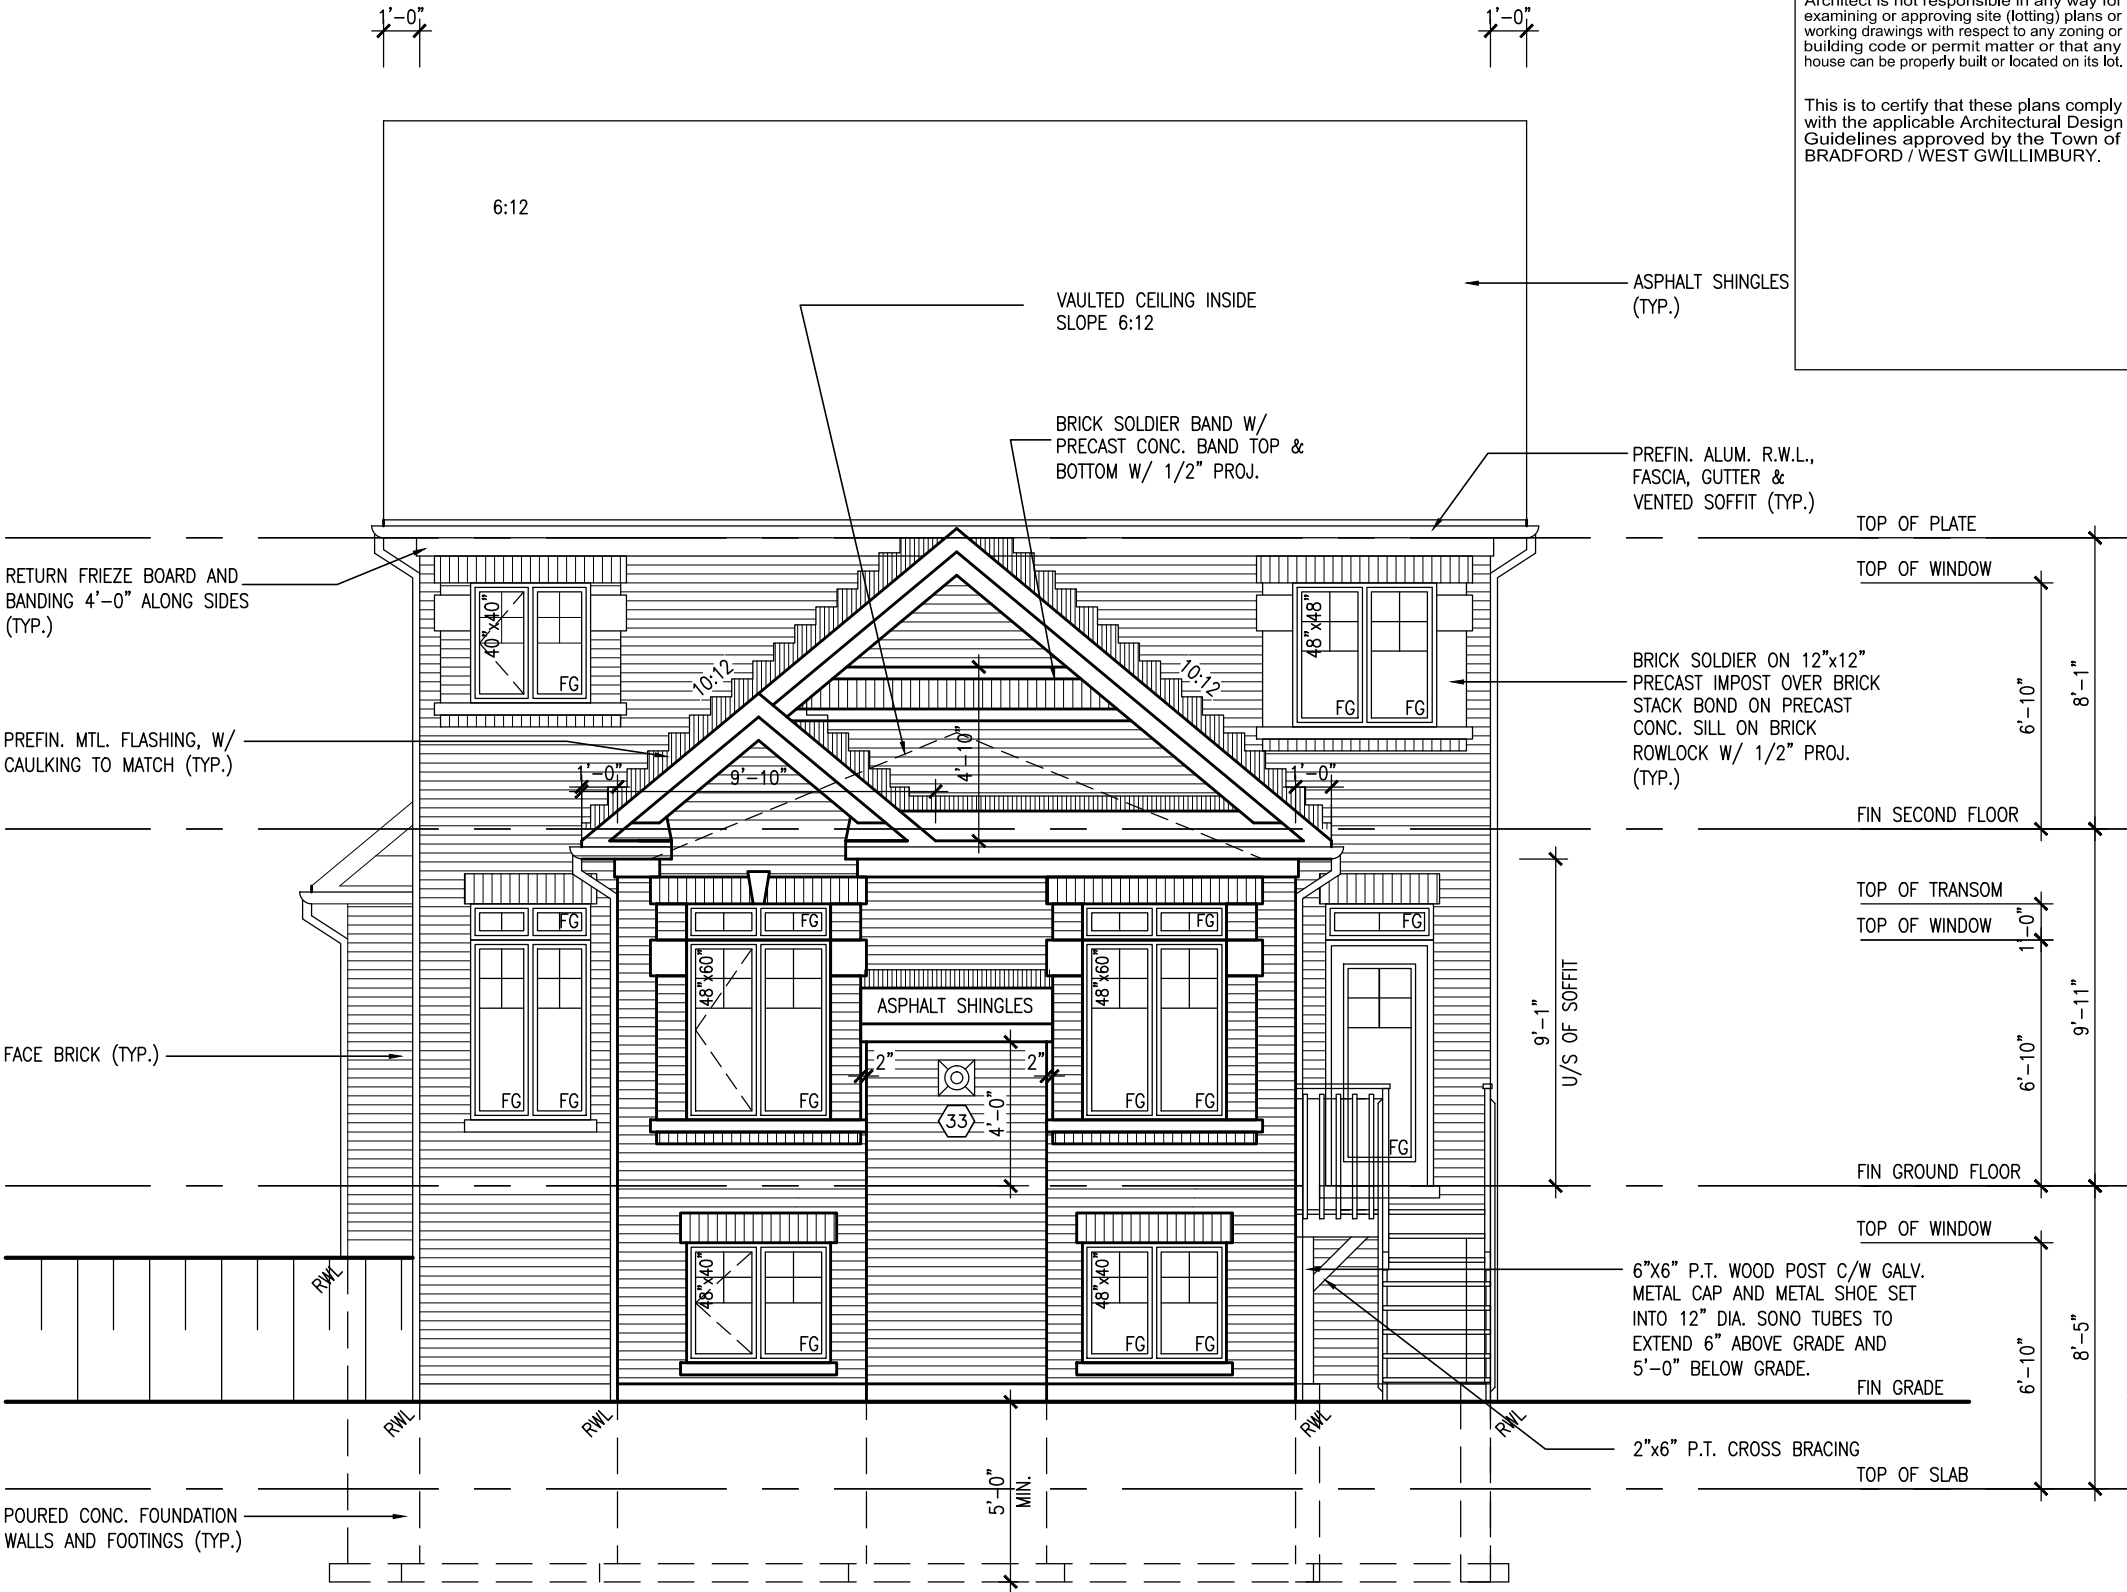 1'-0"
1'-0"
Architect is not responsible in any way for
examining or approving site (lotting) plans or
working drawings with respect to any zoning or
building code or permit matter or that any
house can be properly built or located on its lot.
This is to certify that these plans comply
with the applicable Architectural Design
Guidelines approved by the Town of
BRADFORD / WEST GWILLIMBURY.
6:12
VAULTED CEILING INSIDE
SLOPE 6:12
ASPHALT SHINGLES
(TYP.)
BRICK SOLDIER BAND W/
PRECAST CONC. BAND TOP &
BOTTOM W/ 1/2" PROJ.
PREFIN. ALUM. R.W.L.,
FASCIA, GUTTER &
VENTED SOFFIT (TYP.)
TOP OF PLATE
TOP OF WINDOW
RETURN FRIEZE BOARD AND
BANDING 4'-0" ALONG SIDES
(TYP.)
40"x40"
FG
48"x48"
FG
FG
10:12
10:12
BRICK SOLDIER ON 12"x12"
PRECAST IMPOST OVER BRICK
STACK BOND ON PRECAST
CONC. SILL ON BRICK
ROWLOCK W/ 1/2" PROJ.
(TYP.)
6'-10"
8'-1"
PREFIN. MTL. FLASHING, W/
CAULKING TO MATCH (TYP.)
1'-0"
9'-10"
4'-10"
1'-0"
FIN SECOND FLOOR
TOP OF TRANSOM
TOP OF WINDOW
1'-0"
FG
FG
FG
FG
48"x60"
48"x60"
ASPHALT SHINGLES
FACE BRICK (TYP.)
2"
2"
33
4'-0"
FG
FG
FG
FG
FG
FG
9'-1"
U/S OF SOFFIT
6'-10"
9'-11"
FIN GROUND FLOOR
TOP OF WINDOW
48"x40"
FG
48"x40"
FG
FG
RWL
6"X6" P.T. WOOD POST C/W GALV.
METAL CAP AND METAL SHOE SET
INTO 12" DIA. SONO TUBES TO
EXTEND 6" ABOVE GRADE AND
5'-0" BELOW GRADE.
6'-10"
8'-5"
FIN GRADE
RWL
RWL
RWL
RWL
2"x6" P.T. CROSS BRACING
TOP OF SLAB
5'-0"
MIN.
POURED CONC. FOUNDATION
WALLS AND FOOTINGS (TYP.)